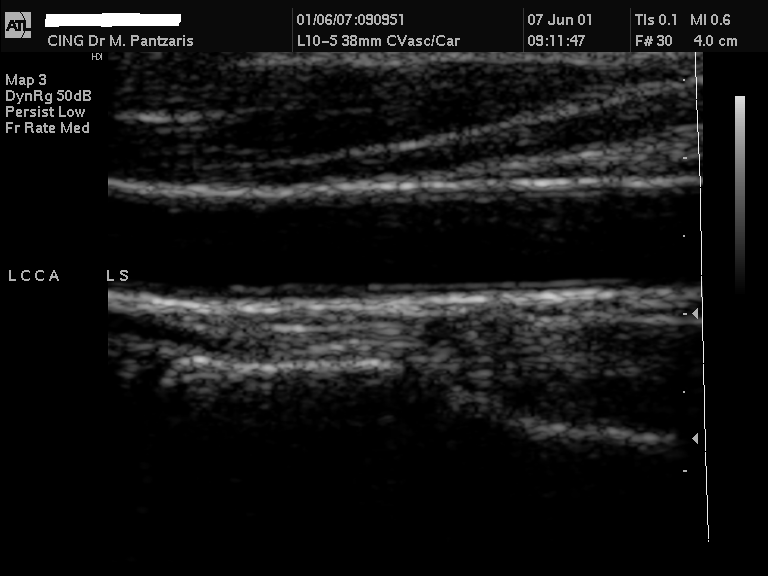 ATL
01/06/07:090951
07 Jun 01
TIs 0.1 MI 0.6
CING Dr M. Pantzaris
L10-5 38mm CVasc/Car
09:11:47
F# 30 4.0 cm
HDI
Map 3
DynRg 50dB
Persist Low
Fr Rate Med
LCCA LS